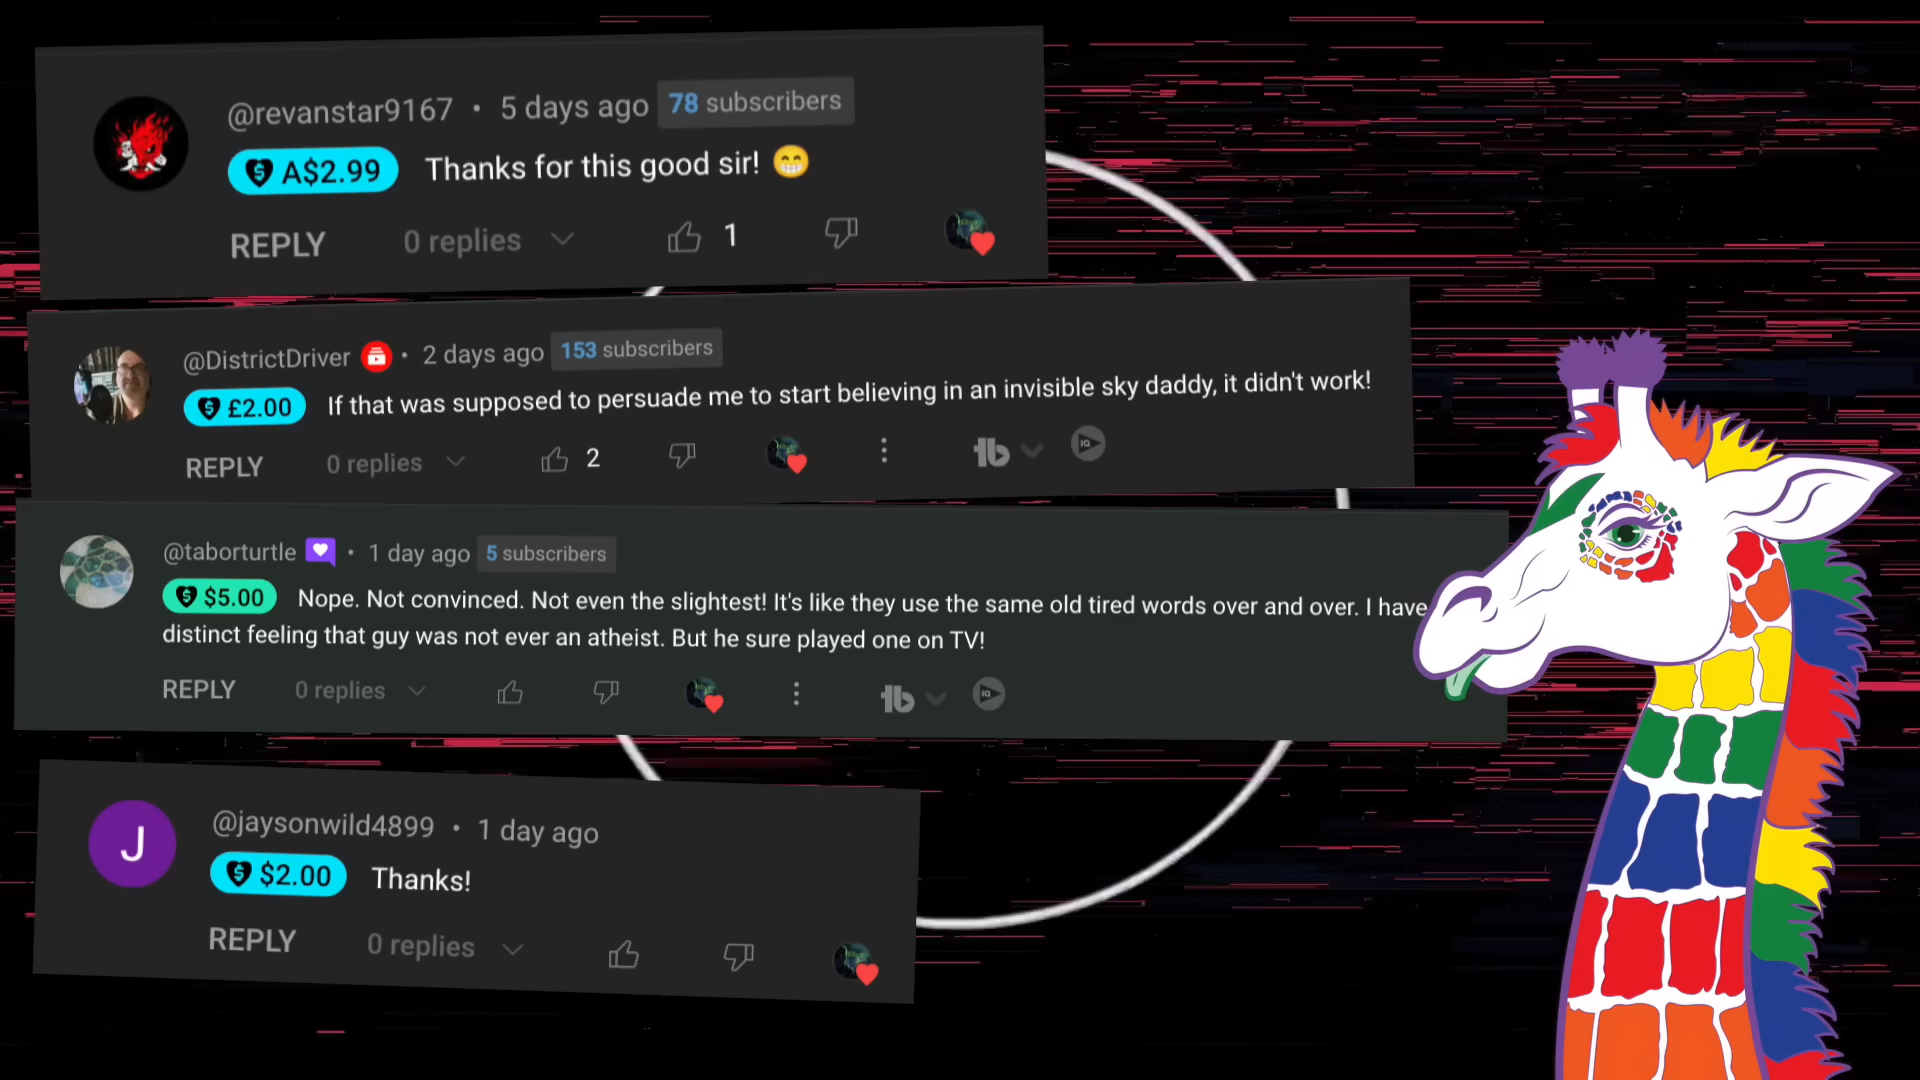 @revanstar9167 • 5 days ago 78 subscribers
A$2.99 Thanks for this good sir! 😁
REPLY 0 replies 1
@DistrictDriver • 2 days ago 153 subscribers
£2.00 If that was supposed to persuade me to start believing in an invisible sky daddy, it didn't work!
REPLY 0 replies 2 tb IQ
@taborturtle • 1 day ago 5 subscribers
$5.00 Nope. Not convinced. Not even the slightest! It's like they use the same old tired words over and over. I have
distinct feeling that guy was not ever an atheist. But he sure played one on TV!
REPLY 0 replies tb IQ
J @jaysonwild4899 • 1 day ago
$2.00 Thanks!
REPLY 0 replies